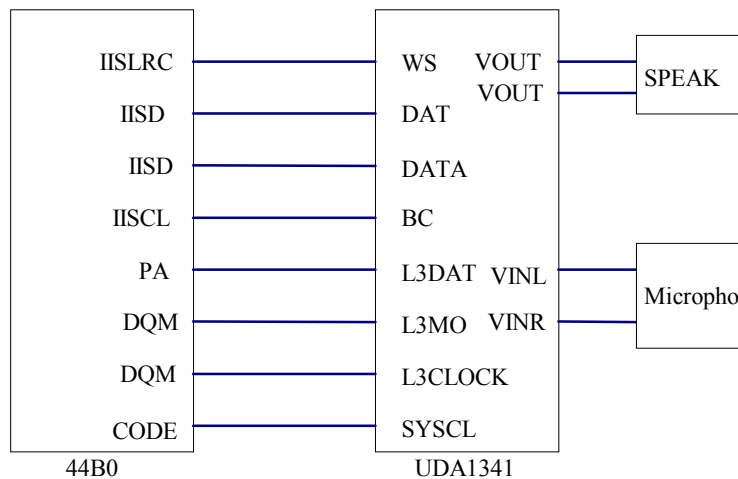 IISLRC
IISD
IISD
IISCL
PA
DQM
DQM
CODE
44B0
WS
DAT
DATA
BC
L3DAT
L3MO
L3CLOCK
SYSCL
VOUT
VOUT
VINL
VINR
UDA1341
SPEAK
Micropho